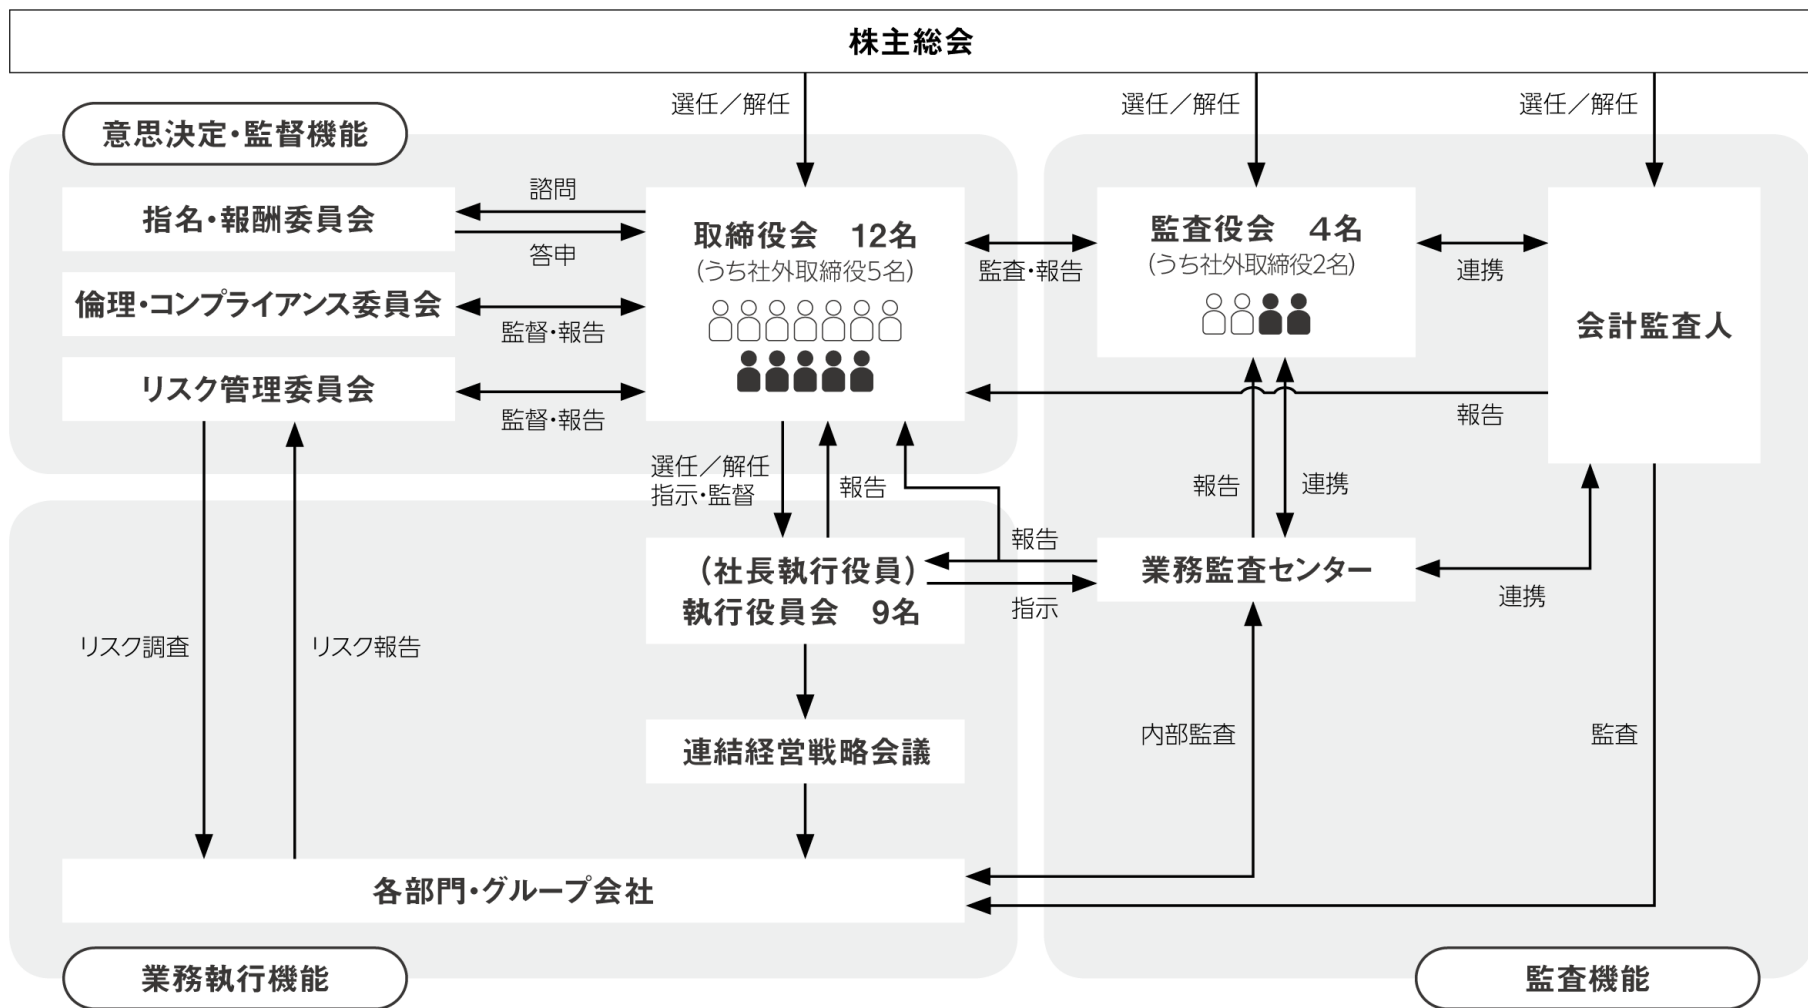 株主総会
選任／解任
選任／解任
選任／解任
意思決定・監督機能
指名・報酬委員会
諮問
答申
取締役会　12名
(うち社外取締役5名)
監査・報告
監査役会　4名
(うち社外取締役2名)
連携
会計監査人
倫理・コンプライアンス委員会
監督・報告
リスク管理委員会
監督・報告
報告
選任／解任
指示・監督
報告
報告
連携
報告
(社長執行役員)
執行役員会　9名
指示
業務監査センター
連携
リスク調査
リスク報告
連結経営戦略会議
内部監査
監査
各部門・グループ会社
業務執行機能
監査機能